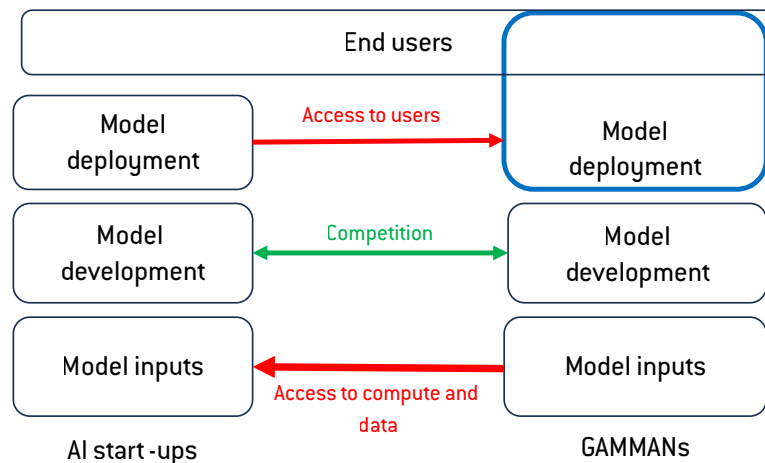 End users
Access to users
Model
deployment
Model
deployment
Competition
Model
development
Model
development
Model inputs
Model inputs
Access to compute and
data
AI start -ups
GAMMANs